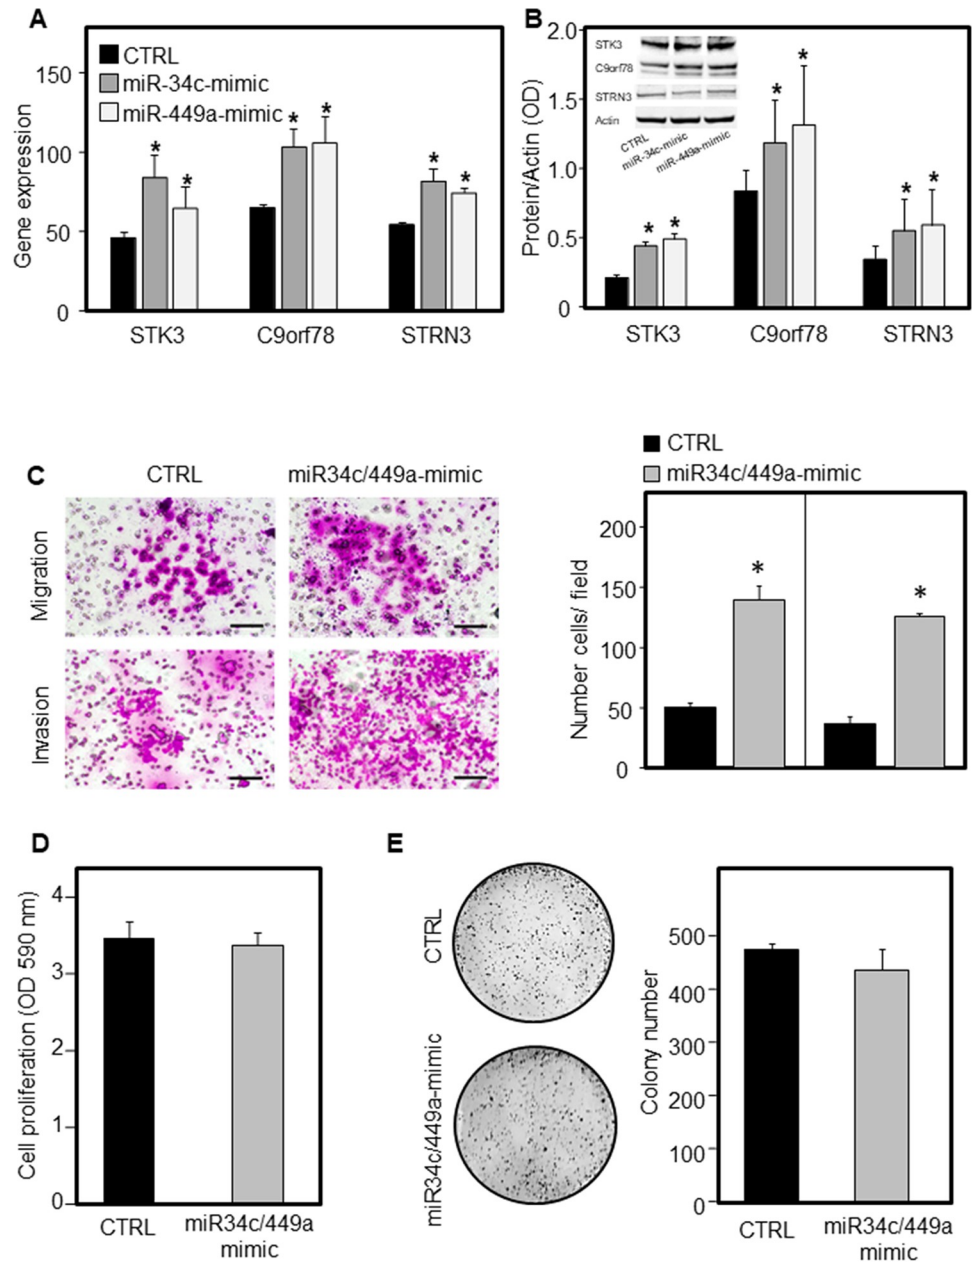 A
CTRL
miR-34c-mimic
miR-449a-mimic
Gene expression
150
100
50
0
* * * * * *
STK3 C9orf78 STRN3
B
Protein/Actin (OD)
2.0
1.5
1.0
0.5
0
STK3
C9orf78
STRN3
Actin
CTRL
miR-34c-minic
miR-449a-mimic
* * * * * *
STK3 C9orf78 STRN3
C
CTRL miR34c/449a-mimic
Migration
Invasion
CTRL
miR34c/449a-mimic
Number cells/ field
200
150
100
50
0
* *
D
Cell proliferation (OD 590 nm)
4
3
2
1
0
CTRL miR34c/449a
mimic
E
CTRL
miR34c/449a-mimic
Colony number
500
400
300
200
100
0
CTRL miR34c/449a
mimic